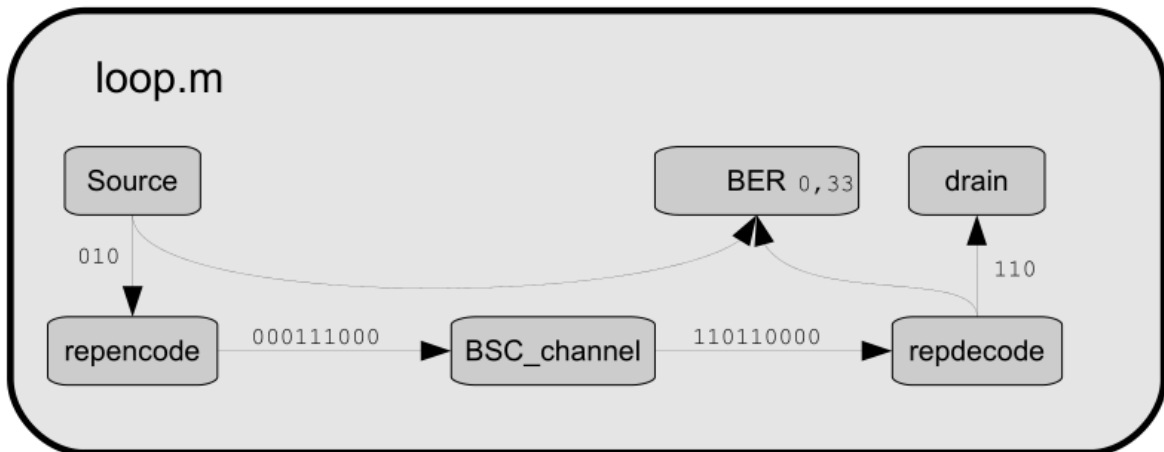 loop.m
Source
BER 0,33
drain
010
110
repencode
000111000
BSC_channel
110110000
repdecode